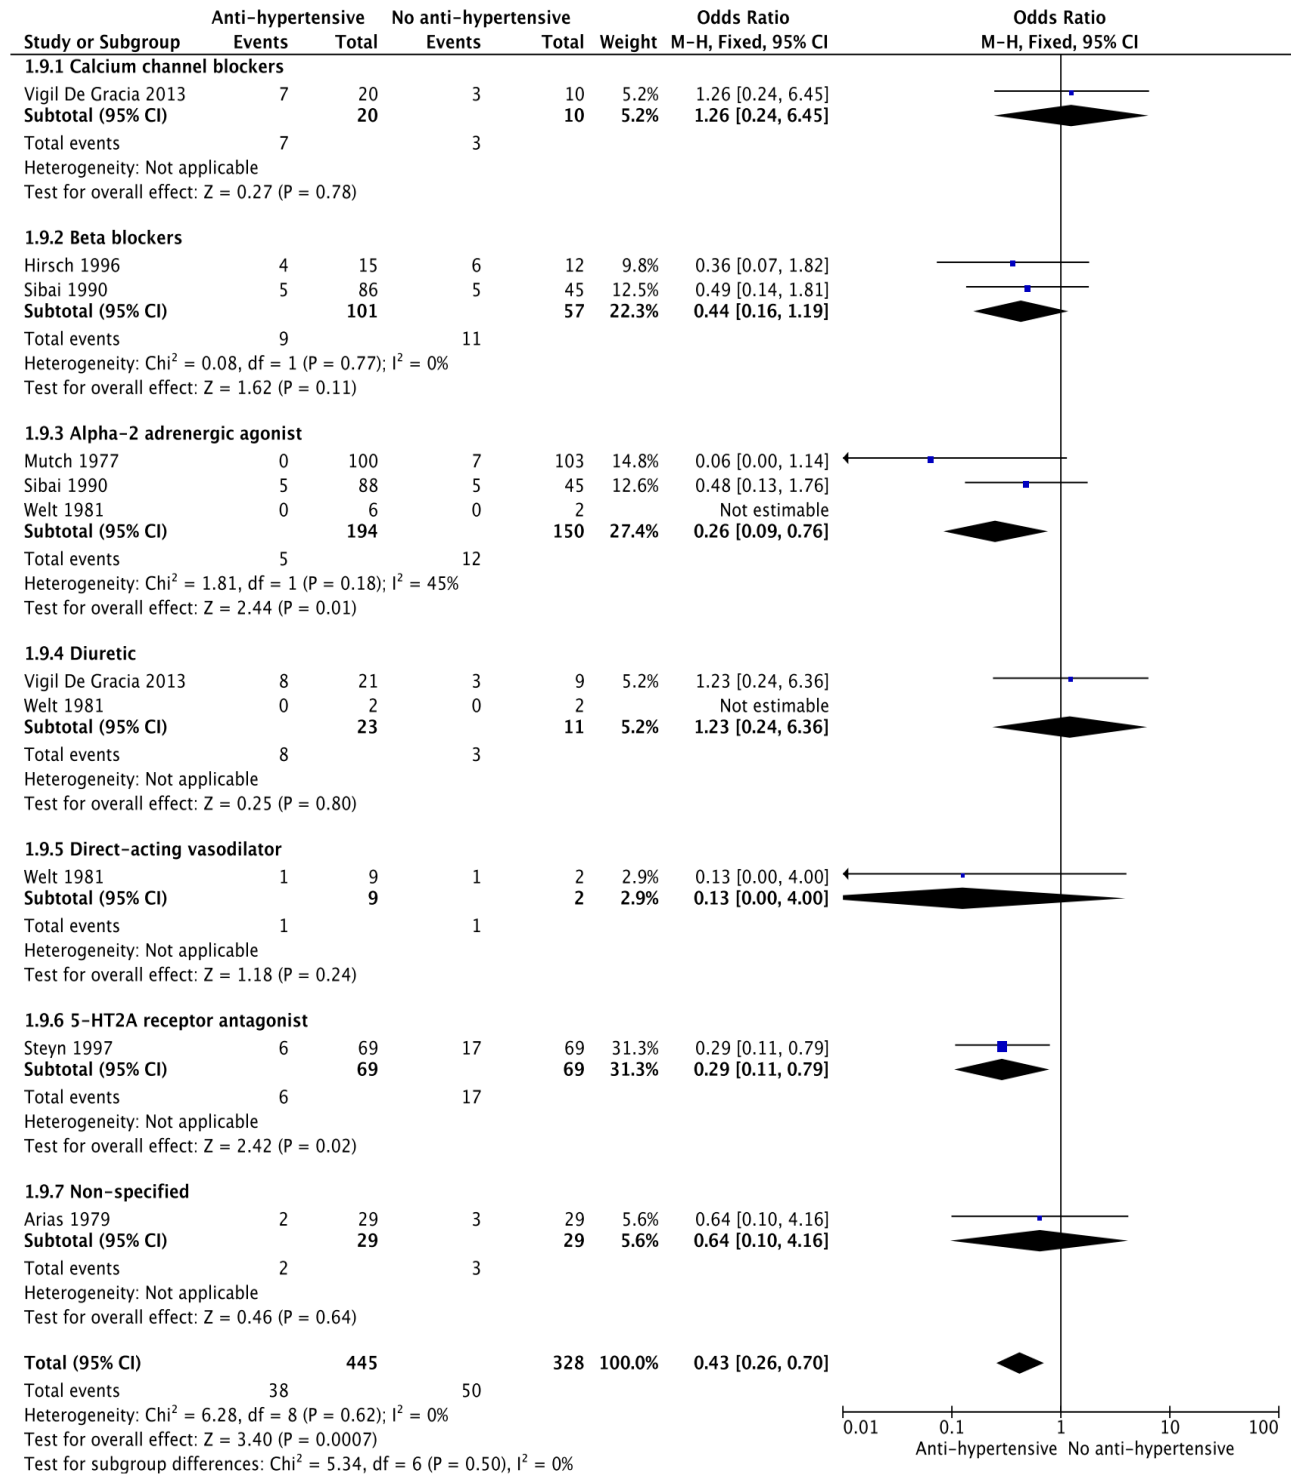 Anti-hypertensive No anti-hypertensive Odds Ratio Odds Ratio
Study or Subgroup Events Total Events Total Weight M-H, Fixed, 95% CI M-H, Fixed, 95% CI
1.9.1 Calcium channel blockers
Vigil De Gracia 2013 7 20 3 10 5.2% 1.26 [0.24, 6.45]
Subtotal (95% CI) 20 10 5.2% 1.26 [0.24, 6.45]
Total events 7 3
Heterogeneity: Not applicable
Test for overall effect: Z = 0.27 (P = 0.78)
1.9.2 Beta blockers
Hirsch 1996 4 15 6 12 9.8% 0.36 [0.07, 1.82]
Sibai 1990 5 86 5 45 12.5% 0.49 [0.14, 1.81]
Subtotal (95% CI) 101 57 22.3% 0.44 [0.16, 1.19]
Total events 9 11
Heterogeneity: Chi² = 0.08, df = 1 (P = 0.77); I² = 0%
Test for overall effect: Z = 1.62 (P = 0.11)
1.9.3 Alpha-2 adrenergic agonist
Mutch 1977 0 100 7 103 14.8% 0.06 [0.00, 1.14]
Sibai 1990 5 88 5 45 12.6% 0.48 [0.13, 1.76]
Welt 1981 0 6 0 2 Not estimable
Subtotal (95% CI) 194 150 27.4% 0.26 [0.09, 0.76]
Total events 5 12
Heterogeneity: Chi² = 1.81, df = 1 (P = 0.18); I² = 45%
Test for overall effect: Z = 2.44 (P = 0.01)
1.9.4 Diuretic
Vigil De Gracia 2013 8 21 3 9 5.2% 1.23 [0.24, 6.36]
Welt 1981 0 2 0 2 Not estimable
Subtotal (95% CI) 23 11 5.2% 1.23 [0.24, 6.36]
Total events 8 3
Heterogeneity: Not applicable
Test for overall effect: Z = 0.25 (P = 0.80)
1.9.5 Direct-acting vasodilator
Welt 1981 1 9 1 2 2.9% 0.13 [0.00, 4.00]
Subtotal (95% CI) 9 2 2.9% 0.13 [0.00, 4.00]
Total events 1 1
Heterogeneity: Not applicable
Test for overall effect: Z = 1.18 (P = 0.24)
1.9.6 5-HT2A receptor antagonist
Steyn 1997 6 69 17 69 31.3% 0.29 [0.11, 0.79]
Subtotal (95% CI) 69 69 31.3% 0.29 [0.11, 0.79]
Total events 6 17
Heterogeneity: Not applicable
Test for overall effect: Z = 2.42 (P = 0.02)
1.9.7 Non-specified
Arias 1979 2 29 3 29 5.6% 0.64 [0.10, 4.16]
Subtotal (95% CI) 29 29 5.6% 0.64 [0.10, 4.16]
Total events 2 3
Heterogeneity: Not applicable
Test for overall effect: Z = 0.46 (P = 0.64)
Total (95% CI) 445 328 100.0% 0.43 [0.26, 0.70]
Total events 38 50
Heterogeneity: Chi² = 6.28, df = 8 (P = 0.62); I² = 0%
Test for overall effect: Z = 3.40 (P = 0.0007)
Test for subgroup differences: Chi² = 5.34, df = 6 (P = 0.50), I² = 0%
0.01 0.1 1 10 100
Anti-hypertensive No anti-hypertensive